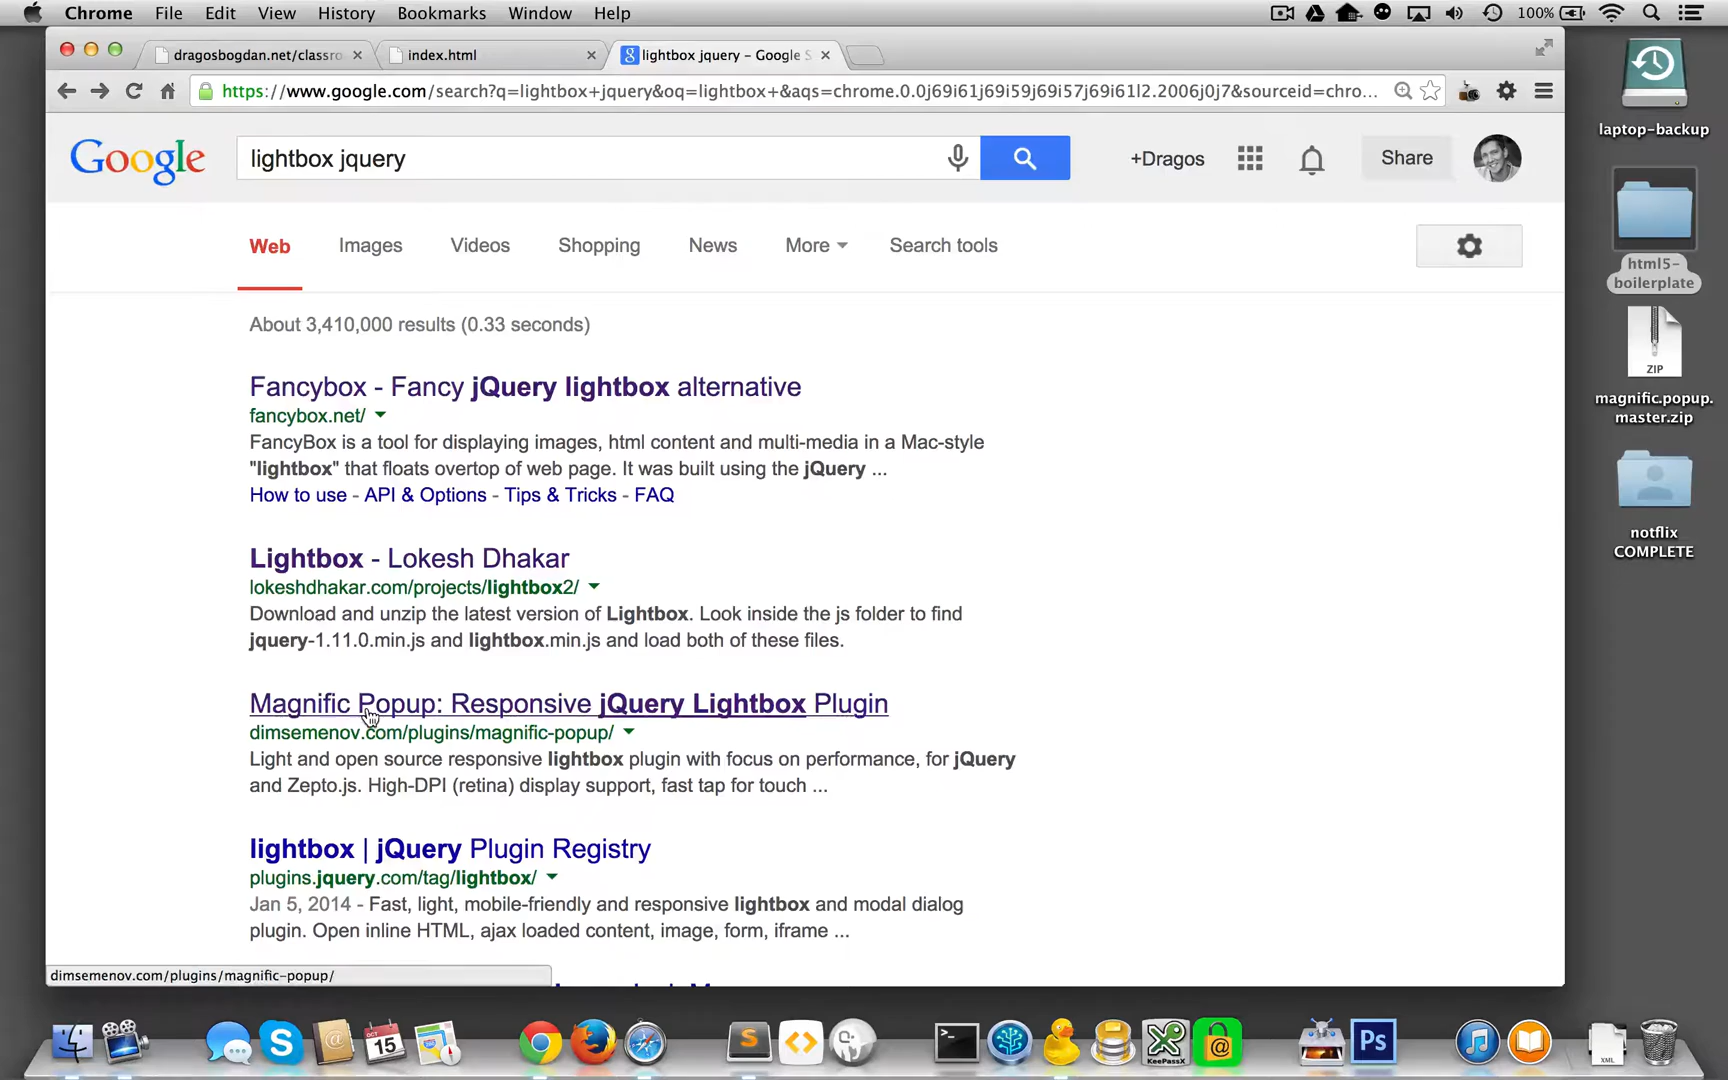 Chrome File Edit View History Bookmarks Window Help 100%
dragosbogdan.net/classro index.html lightbox jquery – Google S
https://www.google.com/search?q=lightbox+jquery&oq=lightbox+&aqs=chrome.0.0j69i61j69i59j69i57j69i61l2.2006j0j7&sourceid=chro...
laptop-backup
Google lightbox jquery +Dragos Share
Web Images Videos Shopping News More Search tools
html5-
boilerplate
About 3,410,000 results (0.33 seconds)
ZIP
magnific.popup.
master.zip
Fancybox - Fancy jQuery lightbox alternative
fancybox.net/
FancyBox is a tool for displaying images, html content and multi-media in a Mac-style
"lightbox" that floats overtop of web page. It was built using the jQuery ...
How to use - API & Options - Tips & Tricks - FAQ
notflix
COMPLETE
Lightbox - Lokesh Dhakar
lokeshdhakar.com/projects/lightbox2/
Download and unzip the latest version of Lightbox. Look inside the js folder to find
jquery-1.11.0.min.js and lightbox.min.js and load both of these files.
Magnific Popup: Responsive jQuery Lightbox Plugin
dimsemenov.com/plugins/magnific-popup/
Light and open source responsive lightbox plugin with focus on performance, for jQuery
and Zepto.js. High-DPI (retina) display support, fast tap for touch ...
lightbox | jQuery Plugin Registry
plugins.jquery.com/tag/lightbox/
Jan 5, 2014 - Fast, light, mobile-friendly and responsive lightbox and modal dialog
plugin. Open inline HTML, ajax loaded content, image, form, iframe ...
dimsemenov.com/plugins/magnific-popup/
OCT
15
KeePassX
Ps
XML